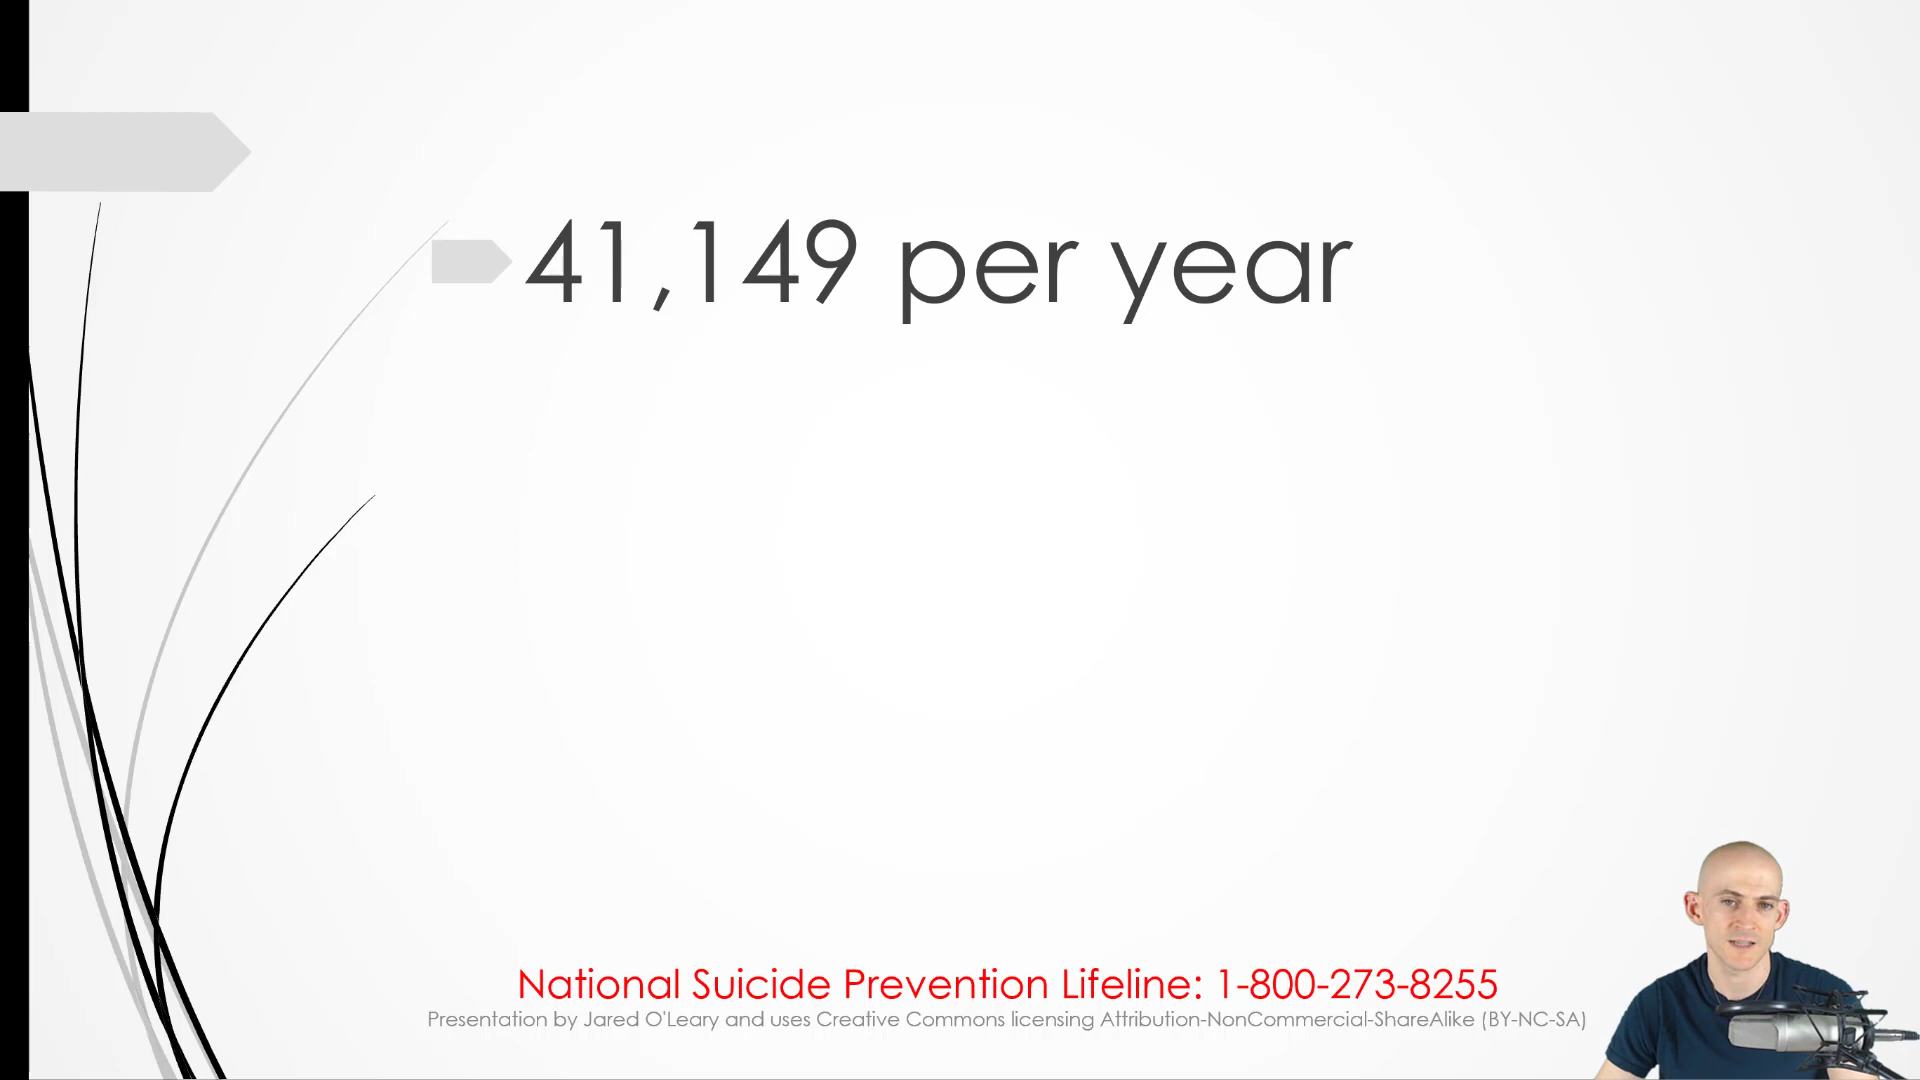 41,149 per year
National Suicide Prevention Lifeline: 1-800-273-8255
Presentation by Jared O'Leary and uses Creative Commons licensing Attribution-NonCommercial-ShareAlike (BY-NC-SA)